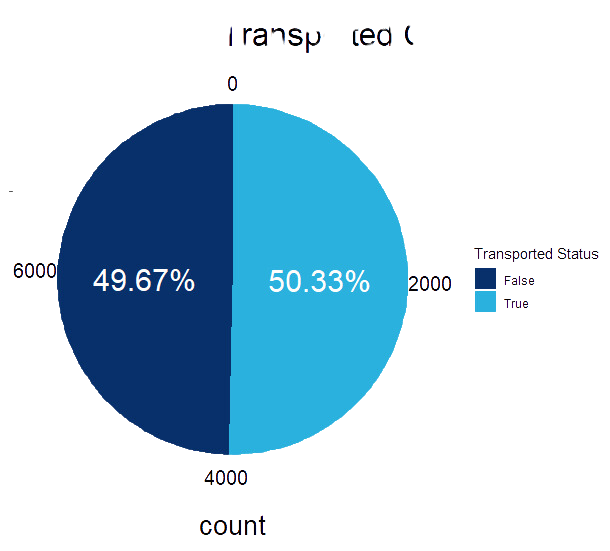 0
6000
49.67%
50.33%
2000
4000
count
Transported Status
False
True